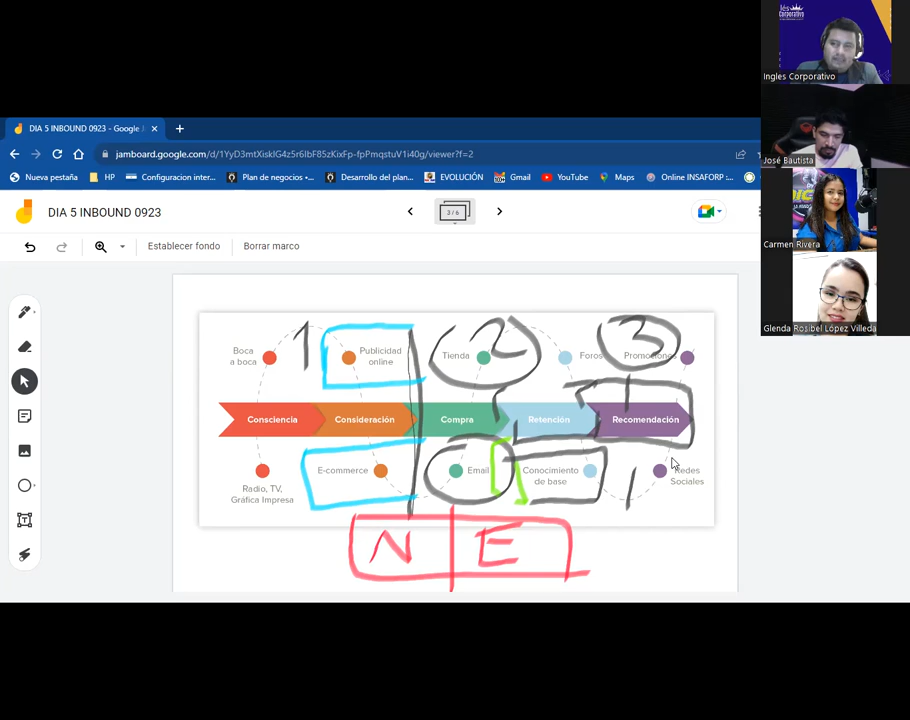 lés
Corporativo
Ingles Corporativo
José Bautista
Carmen Rivera
Glenda Rosibel López Villeda
DIA 5 INBOUND 0923 - Google J
jamboard.google.com/d/1YyD3mtXisklG4z5r6IbF85zKixFp-fpPmqstuV1i40g/viewer?f=2
Nueva pestaña
HP
Configuracion inter...
Plan de negocios •...
Desarrollo del plan...
EVOLUCIÓN
Gmail
YouTube
Maps
Online INSAFORP :...
DIA 5 INBOUND 0923
3 / 6
Establecer fondo
Borrar marco
1
2
3
Boca
a boca
Publicidad
online
Tienda
Foros
Promociones
Consciencia
Consideración
Compra
Retención
Recomendación
Radio, TV,
Gráfica Impresa
E-commerce
Email
Conocimiento
de base
Redes
Sociales
N
E